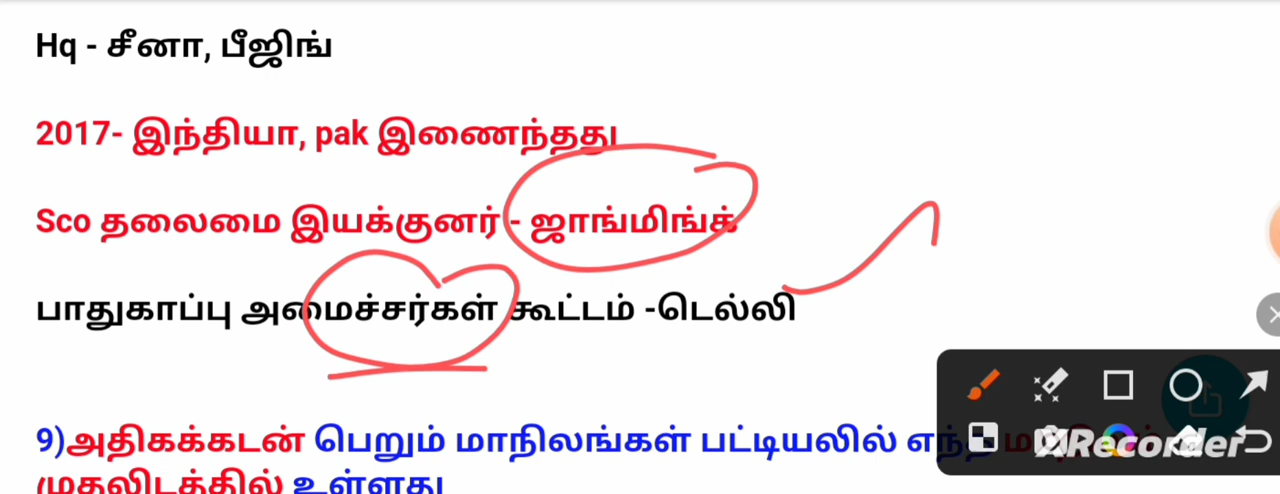 Hq - சீனா, பீஜிங்
2017- இந்தியா, pak இணைந்தது
Sco தலைமை இயக்குனர் - ஜாங்மிங்க்
பாதுகாப்பு அமைச்சர்கள் கூட்டம் -டெல்லி
9)அதிகக்கடன் பெறும் மாநிலங்கள் பட்டியலில் எந்த
முதலிடத்தில் உள்ளது
XRecorder